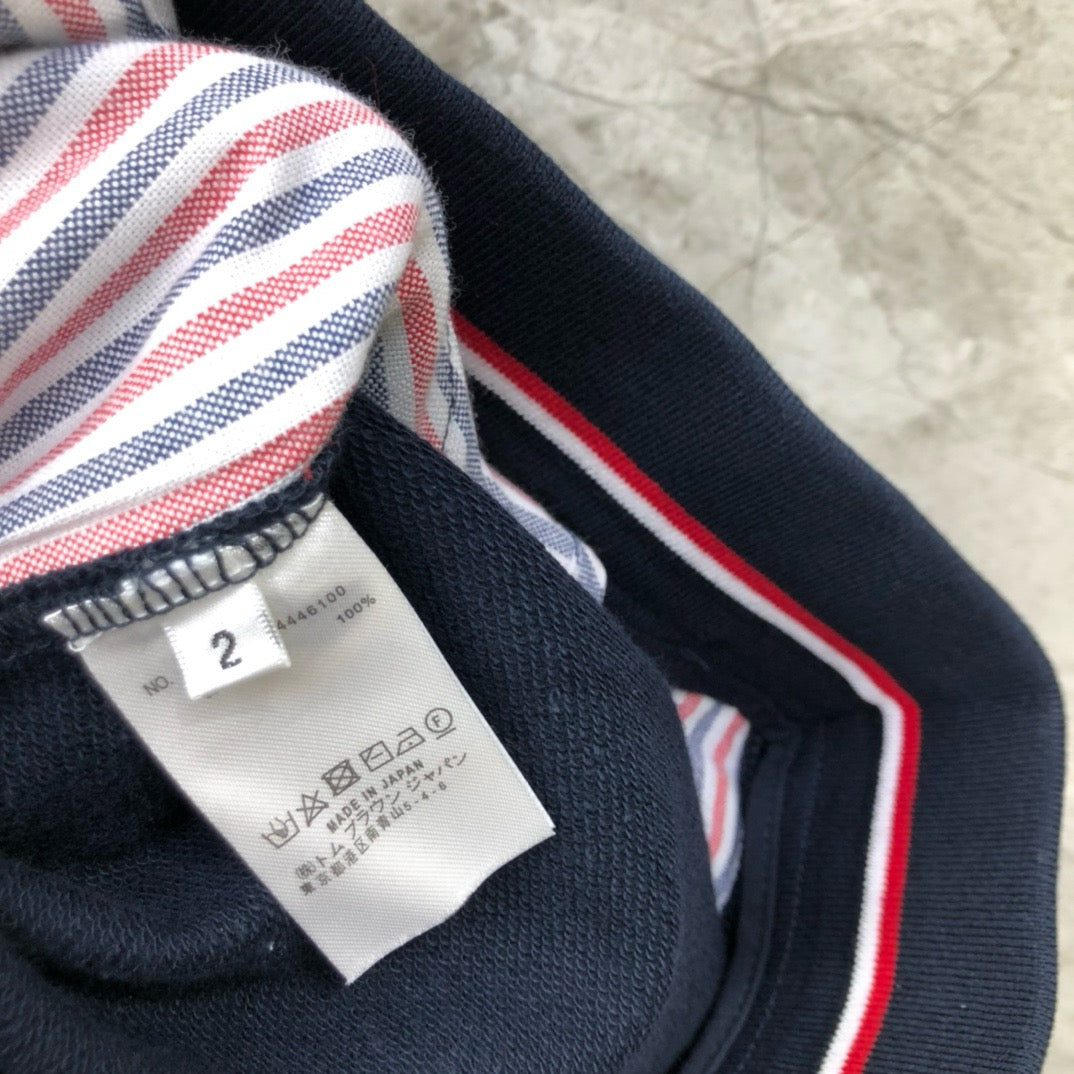 2
NO.
4446100
100%
F
MADE IN JAPAN
(株)トム ブラウン ジャパン
東京都港区南青山5-4-6